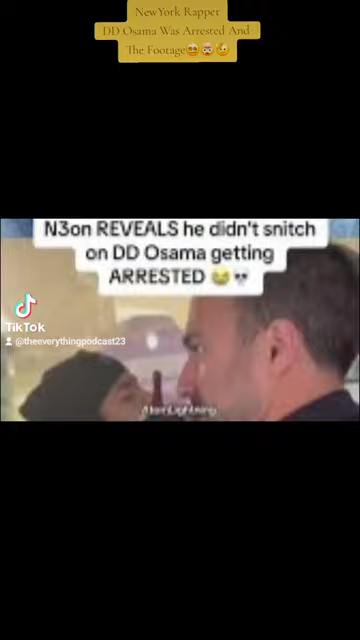 NewYork Rapper
DD Osama Was Arrested And
The Footage🤕🤯🤕
N3on REVEALS he didn't snitch
on DD Osama getting
ARRESTED 😂💀
TikTok
@theeverythingpodcast23